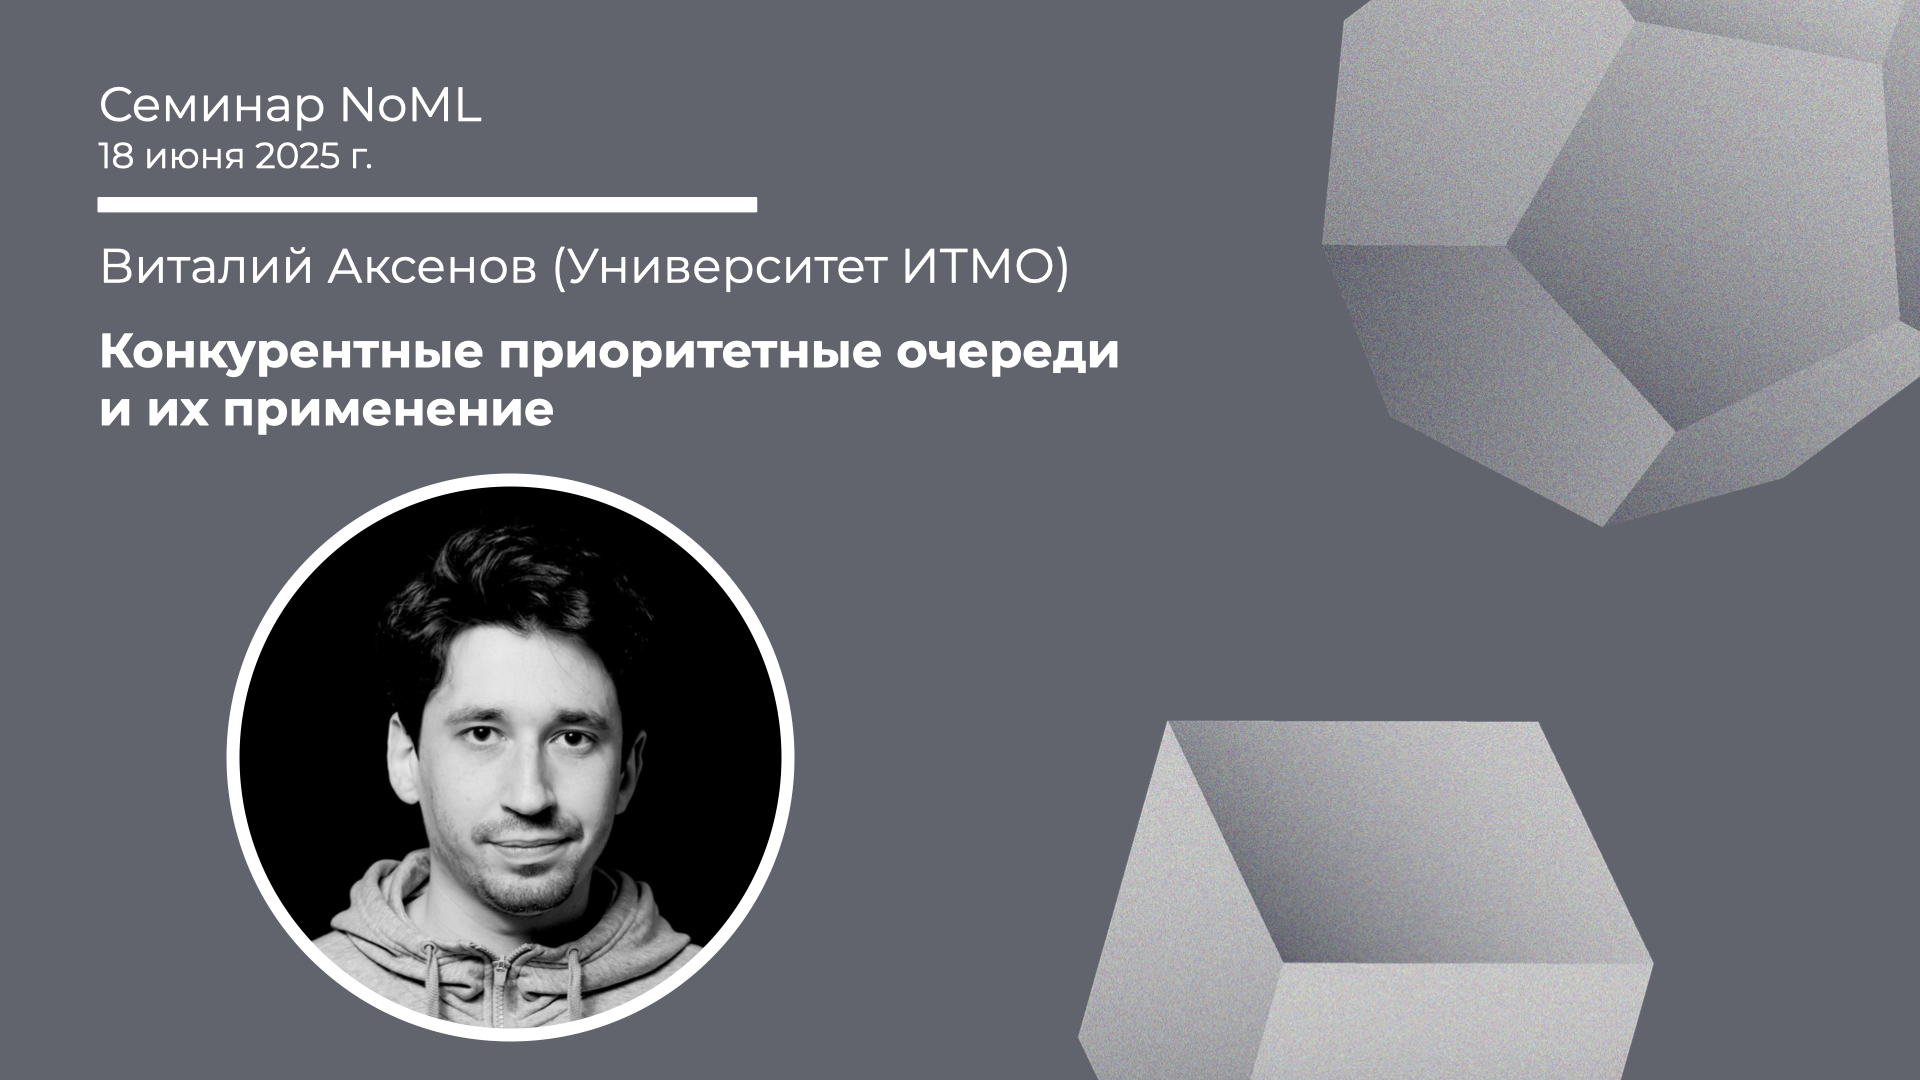 Семинар NoML
18 июня 2025 г.
Виталий Аксенов (Университет ИТМО)
Конкурентные приоритетные очереди
и их применение